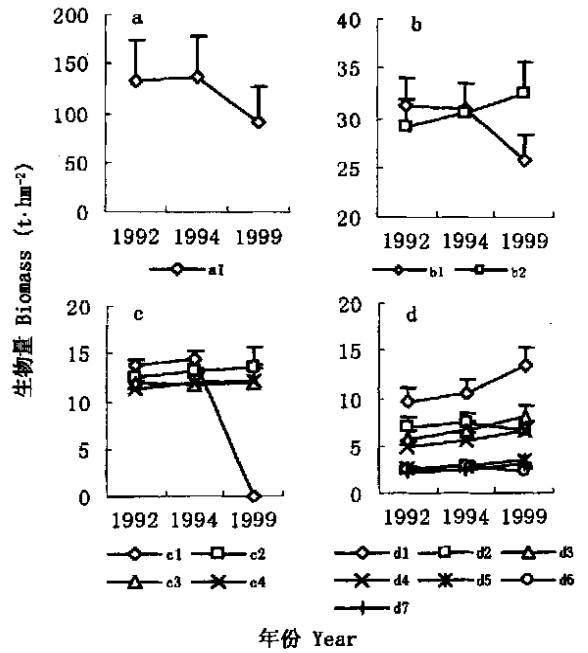 生物量 Biomass (t·hm⁻²)
a
200
150
100
50
0
1992 1994 1999
a1
b
40
35
30
25
20
1992 1994 1999
b1 b2
c
20
15
10
5
0
1992 1994 1999
c1 c2
c3 c4
d
20
15
10
5
0
1992 1994 1999
d1 d2 d3
d4 d5 d6
d7
年份 Year